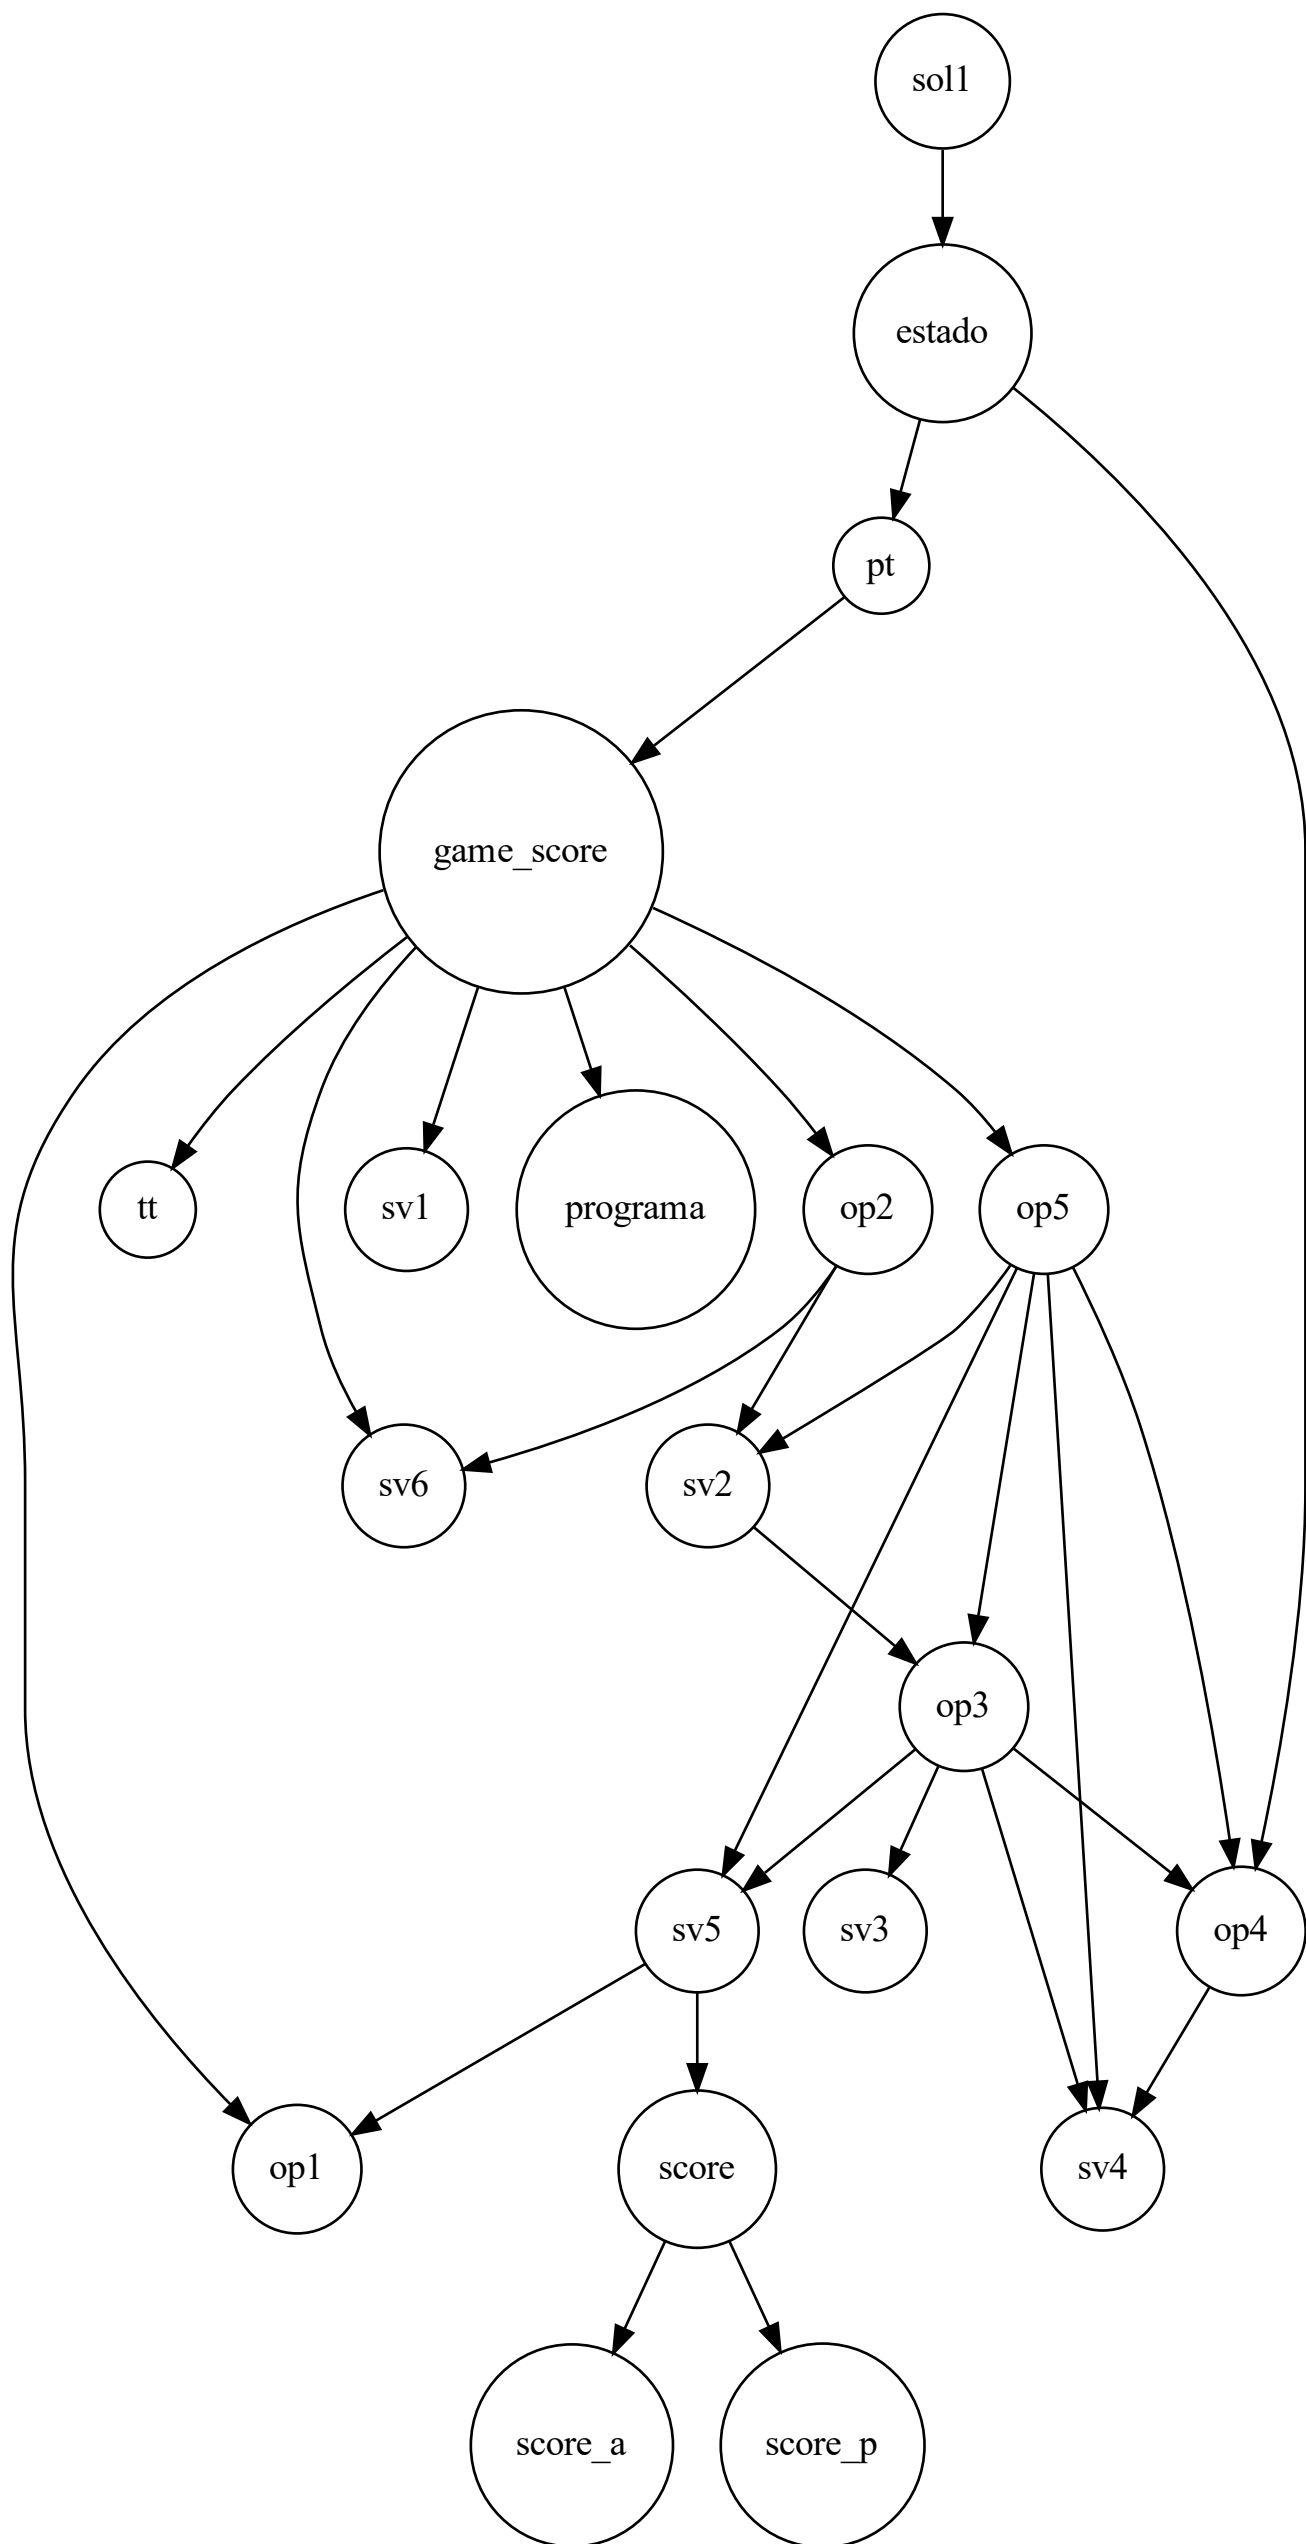 sol1
estado
pt
game_score
tt
sv1
programa
op2
op5
sv6
sv2
op3
sv5
sv3
op4
op1
score
sv4
score_a
score_p